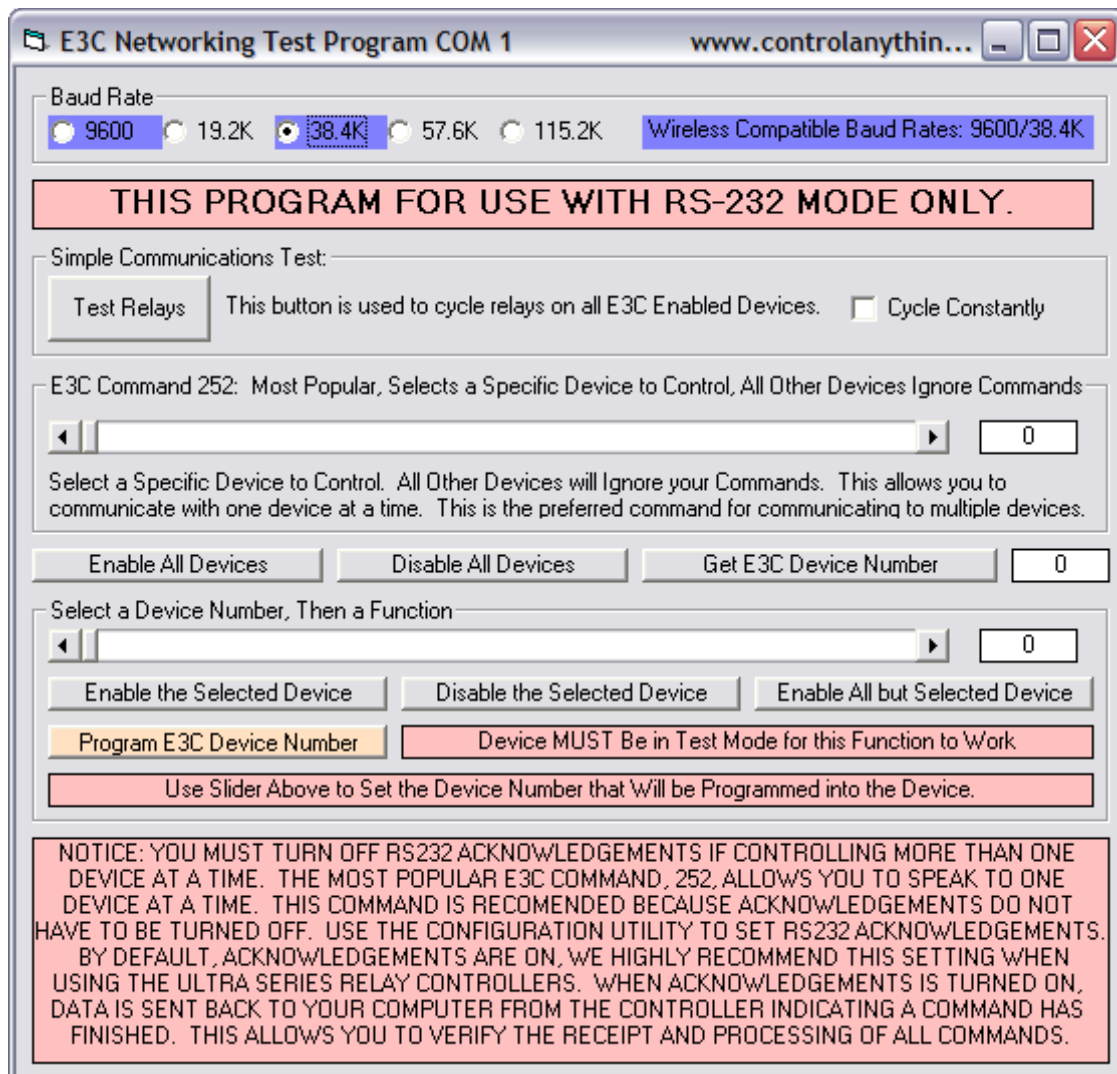 E3C Networking Test Program COM 1 www.controlanythin...
Baud Rate
9600 19.2K 38.4K 57.6K 115.2K Wireless Compatible Baud Rates: 9600/38.4K
THIS PROGRAM FOR USE WITH RS-232 MODE ONLY.
Simple Communications Test:
Test Relays This button is used to cycle relays on all E3C Enabled Devices. Cycle Constantly
E3C Command 252: Most Popular, Selects a Specific Device to Control, All Other Devices Ignore Commands
0
Select a Specific Device to Control. All Other Devices will Ignore your Commands. This allows you to
communicate with one device at a time. This is the preferred command for communicating to multiple devices.
Enable All Devices Disable All Devices Get E3C Device Number 0
Select a Device Number, Then a Function
0
Enable the Selected Device Disable the Selected Device Enable All but Selected Device
Program E3C Device Number Device MUST Be in Test Mode for this Function to Work
Use Slider Above to Set the Device Number that Will be Programmed into the Device.
NOTICE: YOU MUST TURN OFF RS232 ACKNOWLEDGEMENTS IF CONTROLLING MORE THAN ONE
DEVICE AT A TIME. THE MOST POPULAR E3C COMMAND, 252, ALLOWS YOU TO SPEAK TO ONE
DEVICE AT A TIME. THIS COMMAND IS RECOMENDED BECAUSE ACKNOWLEDGEMENTS DO NOT
HAVE TO BE TURNED OFF. USE THE CONFIGURATION UTILITY TO SET RS232 ACKNOWLEDGEMENTS.
BY DEFAULT, ACKNOWLEDGEMENTS ARE ON, WE HIGHLY RECOMMEND THIS SETTING WHEN
USING THE ULTRA SERIES RELAY CONTROLLERS. WHEN ACKNOWLEDGEMENTS IS TURNED ON,
DATA IS SENT BACK TO YOUR COMPUTER FROM THE CONTROLLER INDICATING A COMMAND HAS
FINISHED. THIS ALLOWS YOU TO VERIFY THE RECEIPT AND PROCESSING OF ALL COMMANDS.